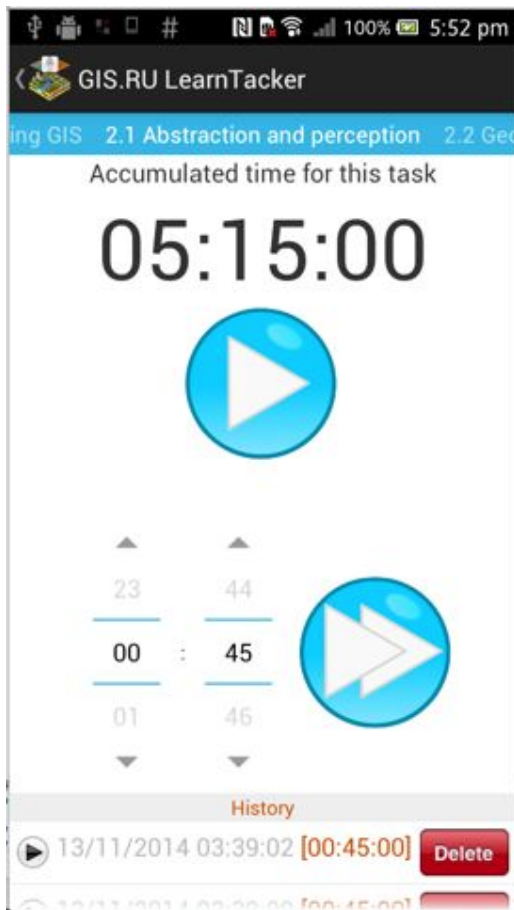 # 100% 5:52 pm
GIS.RU LearnTacker
ing GIS 2.1 Abstraction and perception 2.2 Geo
Accumulated time for this task
05:15:00
23 44
00 : 45
01 46
History
13/11/2014 03:39:02 [00:45:00] Delete